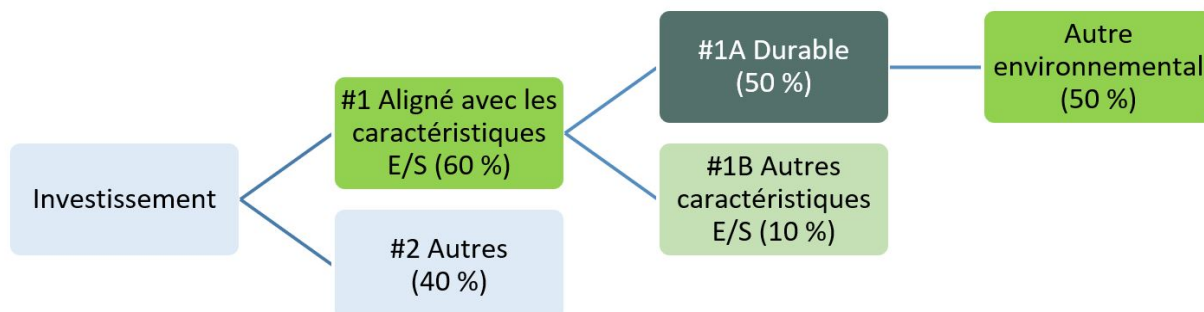 Investissement
#1 Aligné avec les
caractéristiques
E/S (60 %)
#2 Autres
(40 %)
#1A Durable
(50 %)
#1B Autres
caractéristiques
E/S (10 %)
Autre
environnemental
(50 %)